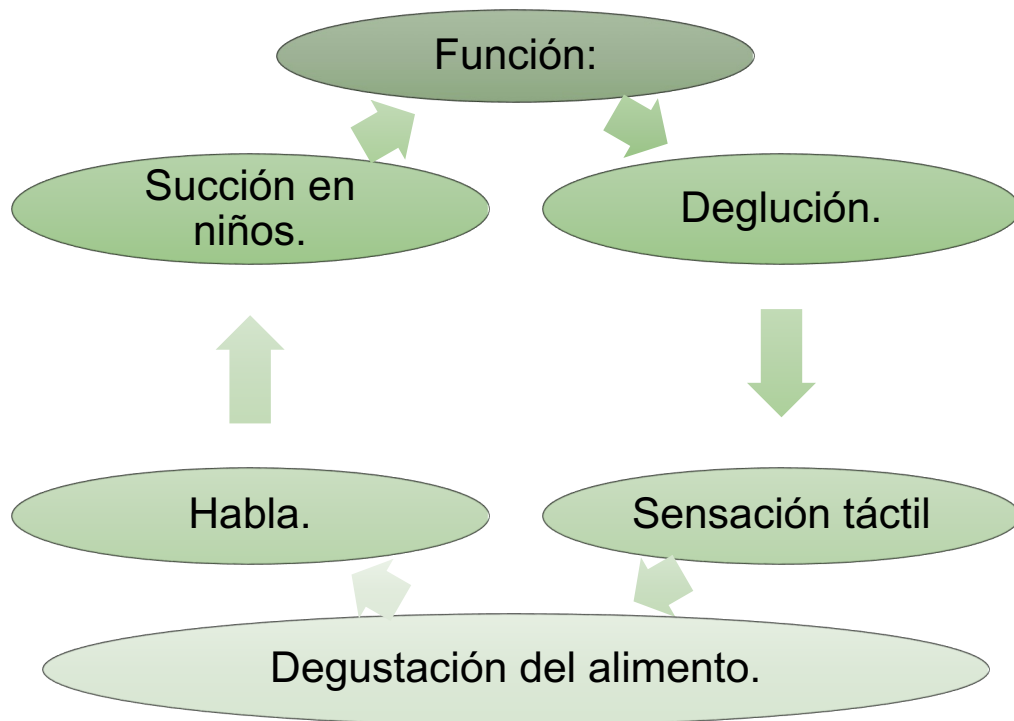 Función:
Deglución.
Sensación táctil
Degustación del alimento.
Habla.
Succión en
niños.